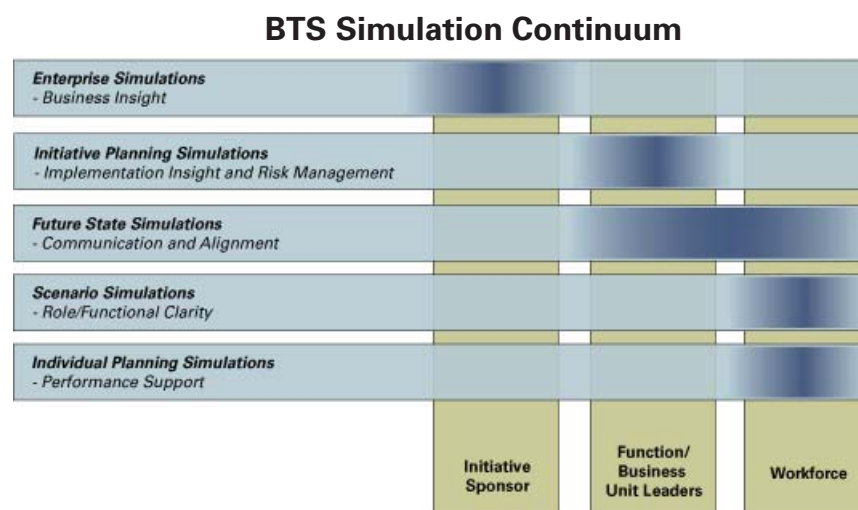 BTS Simulation Continuum
Enterprise Simulations
- Business Insight
Initiative Planning Simulations
- Implementation Insight and Risk Management
Future State Simulations
- Communication and Alignment
Scenario Simulations
- Role/Functional Clarity
Individual Planning Simulations
- Performance Support
Initiative
Sponsor
Function/
Business
Unit Leaders
Workforce